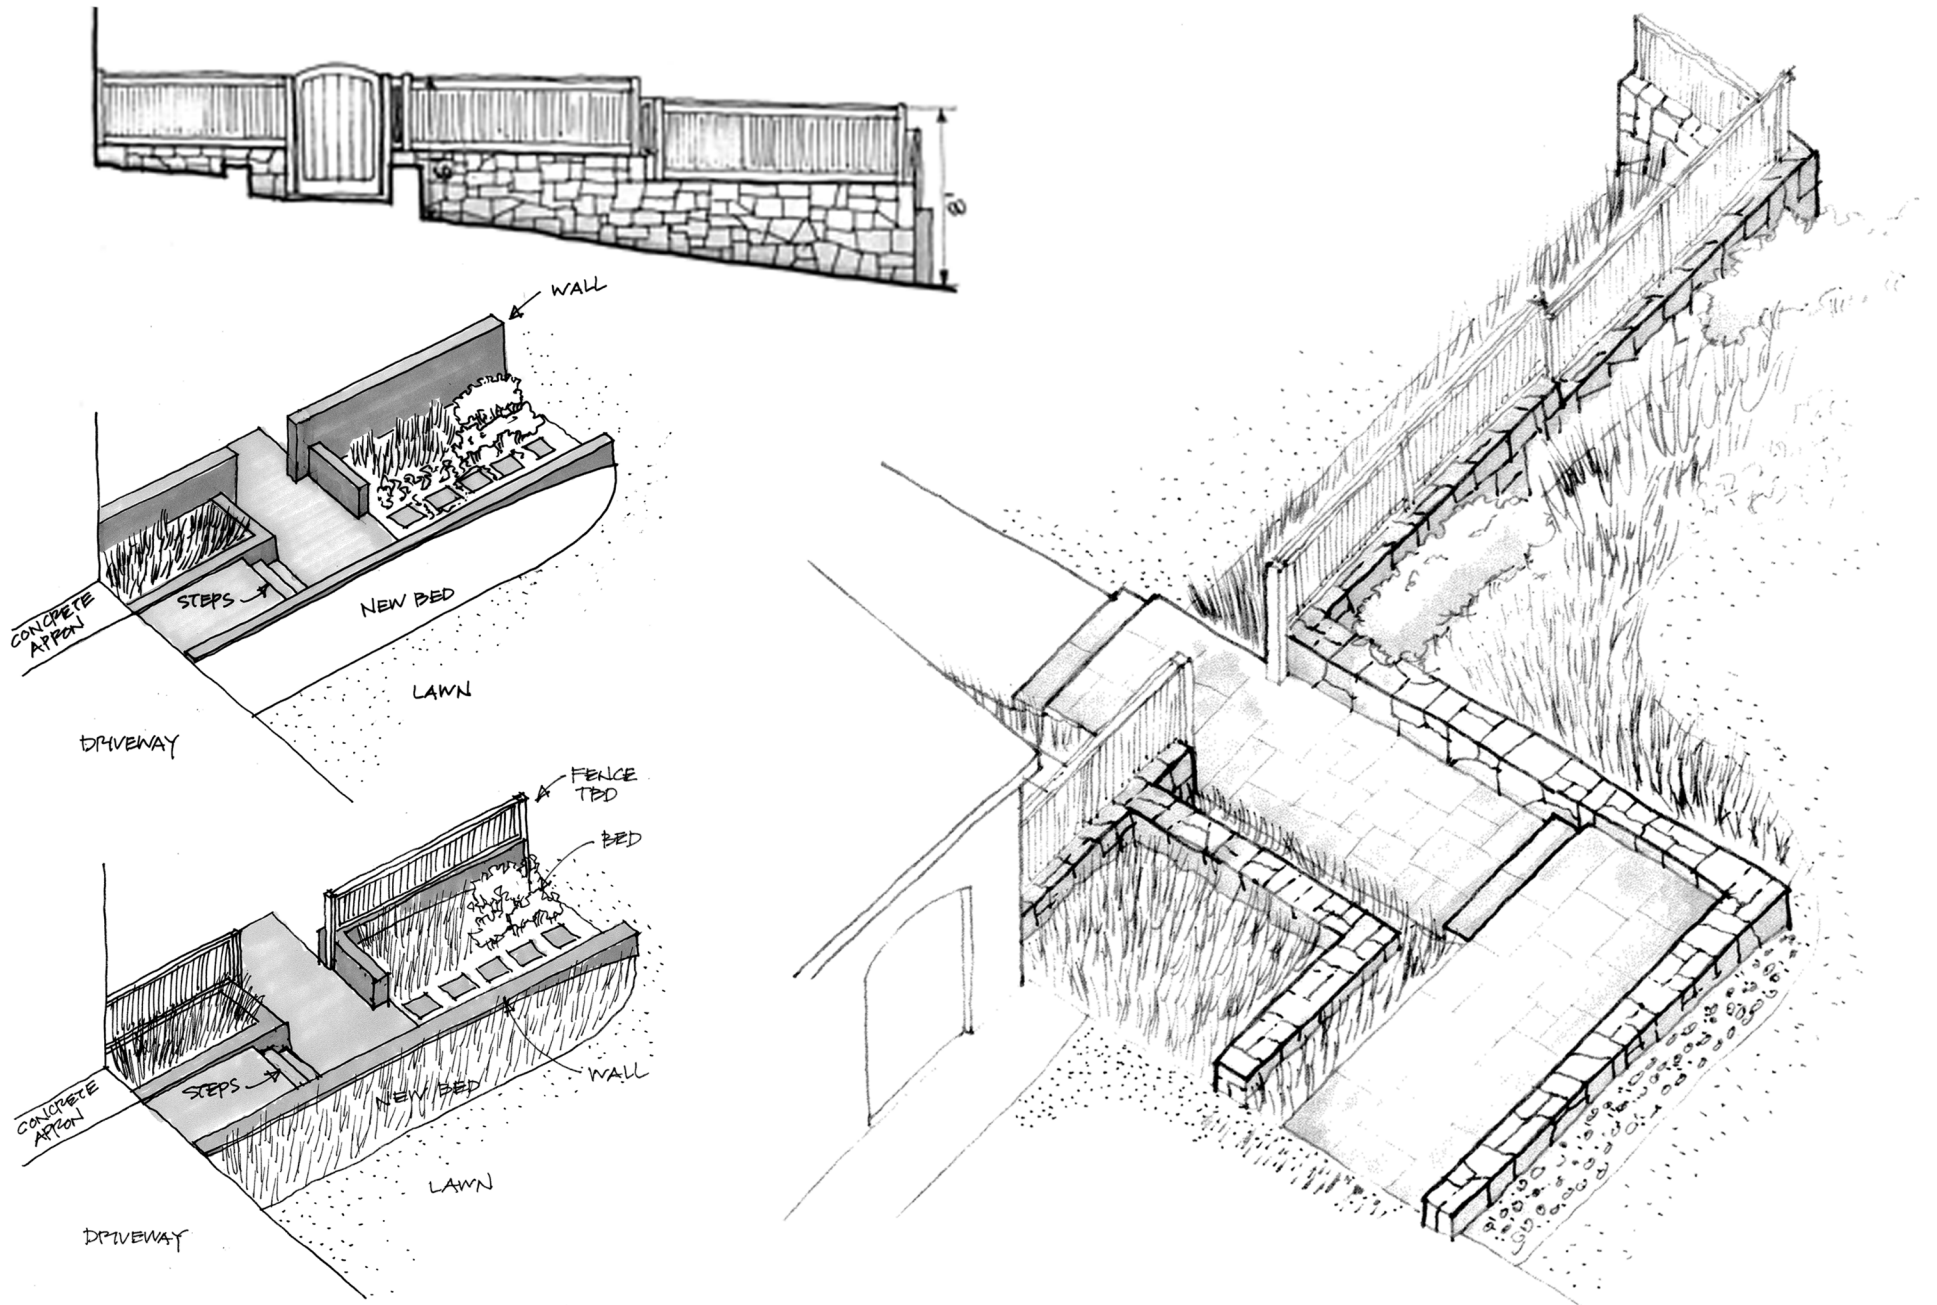 8'
WALL
STEPS
NEW BED
CONCRETE
APRON
LAWN
DRIVEWAY
FENCE
TBD
BED
STEPS
NEW BED
WALL
CONCRETE
APRON
LAWN
DRIVEWAY